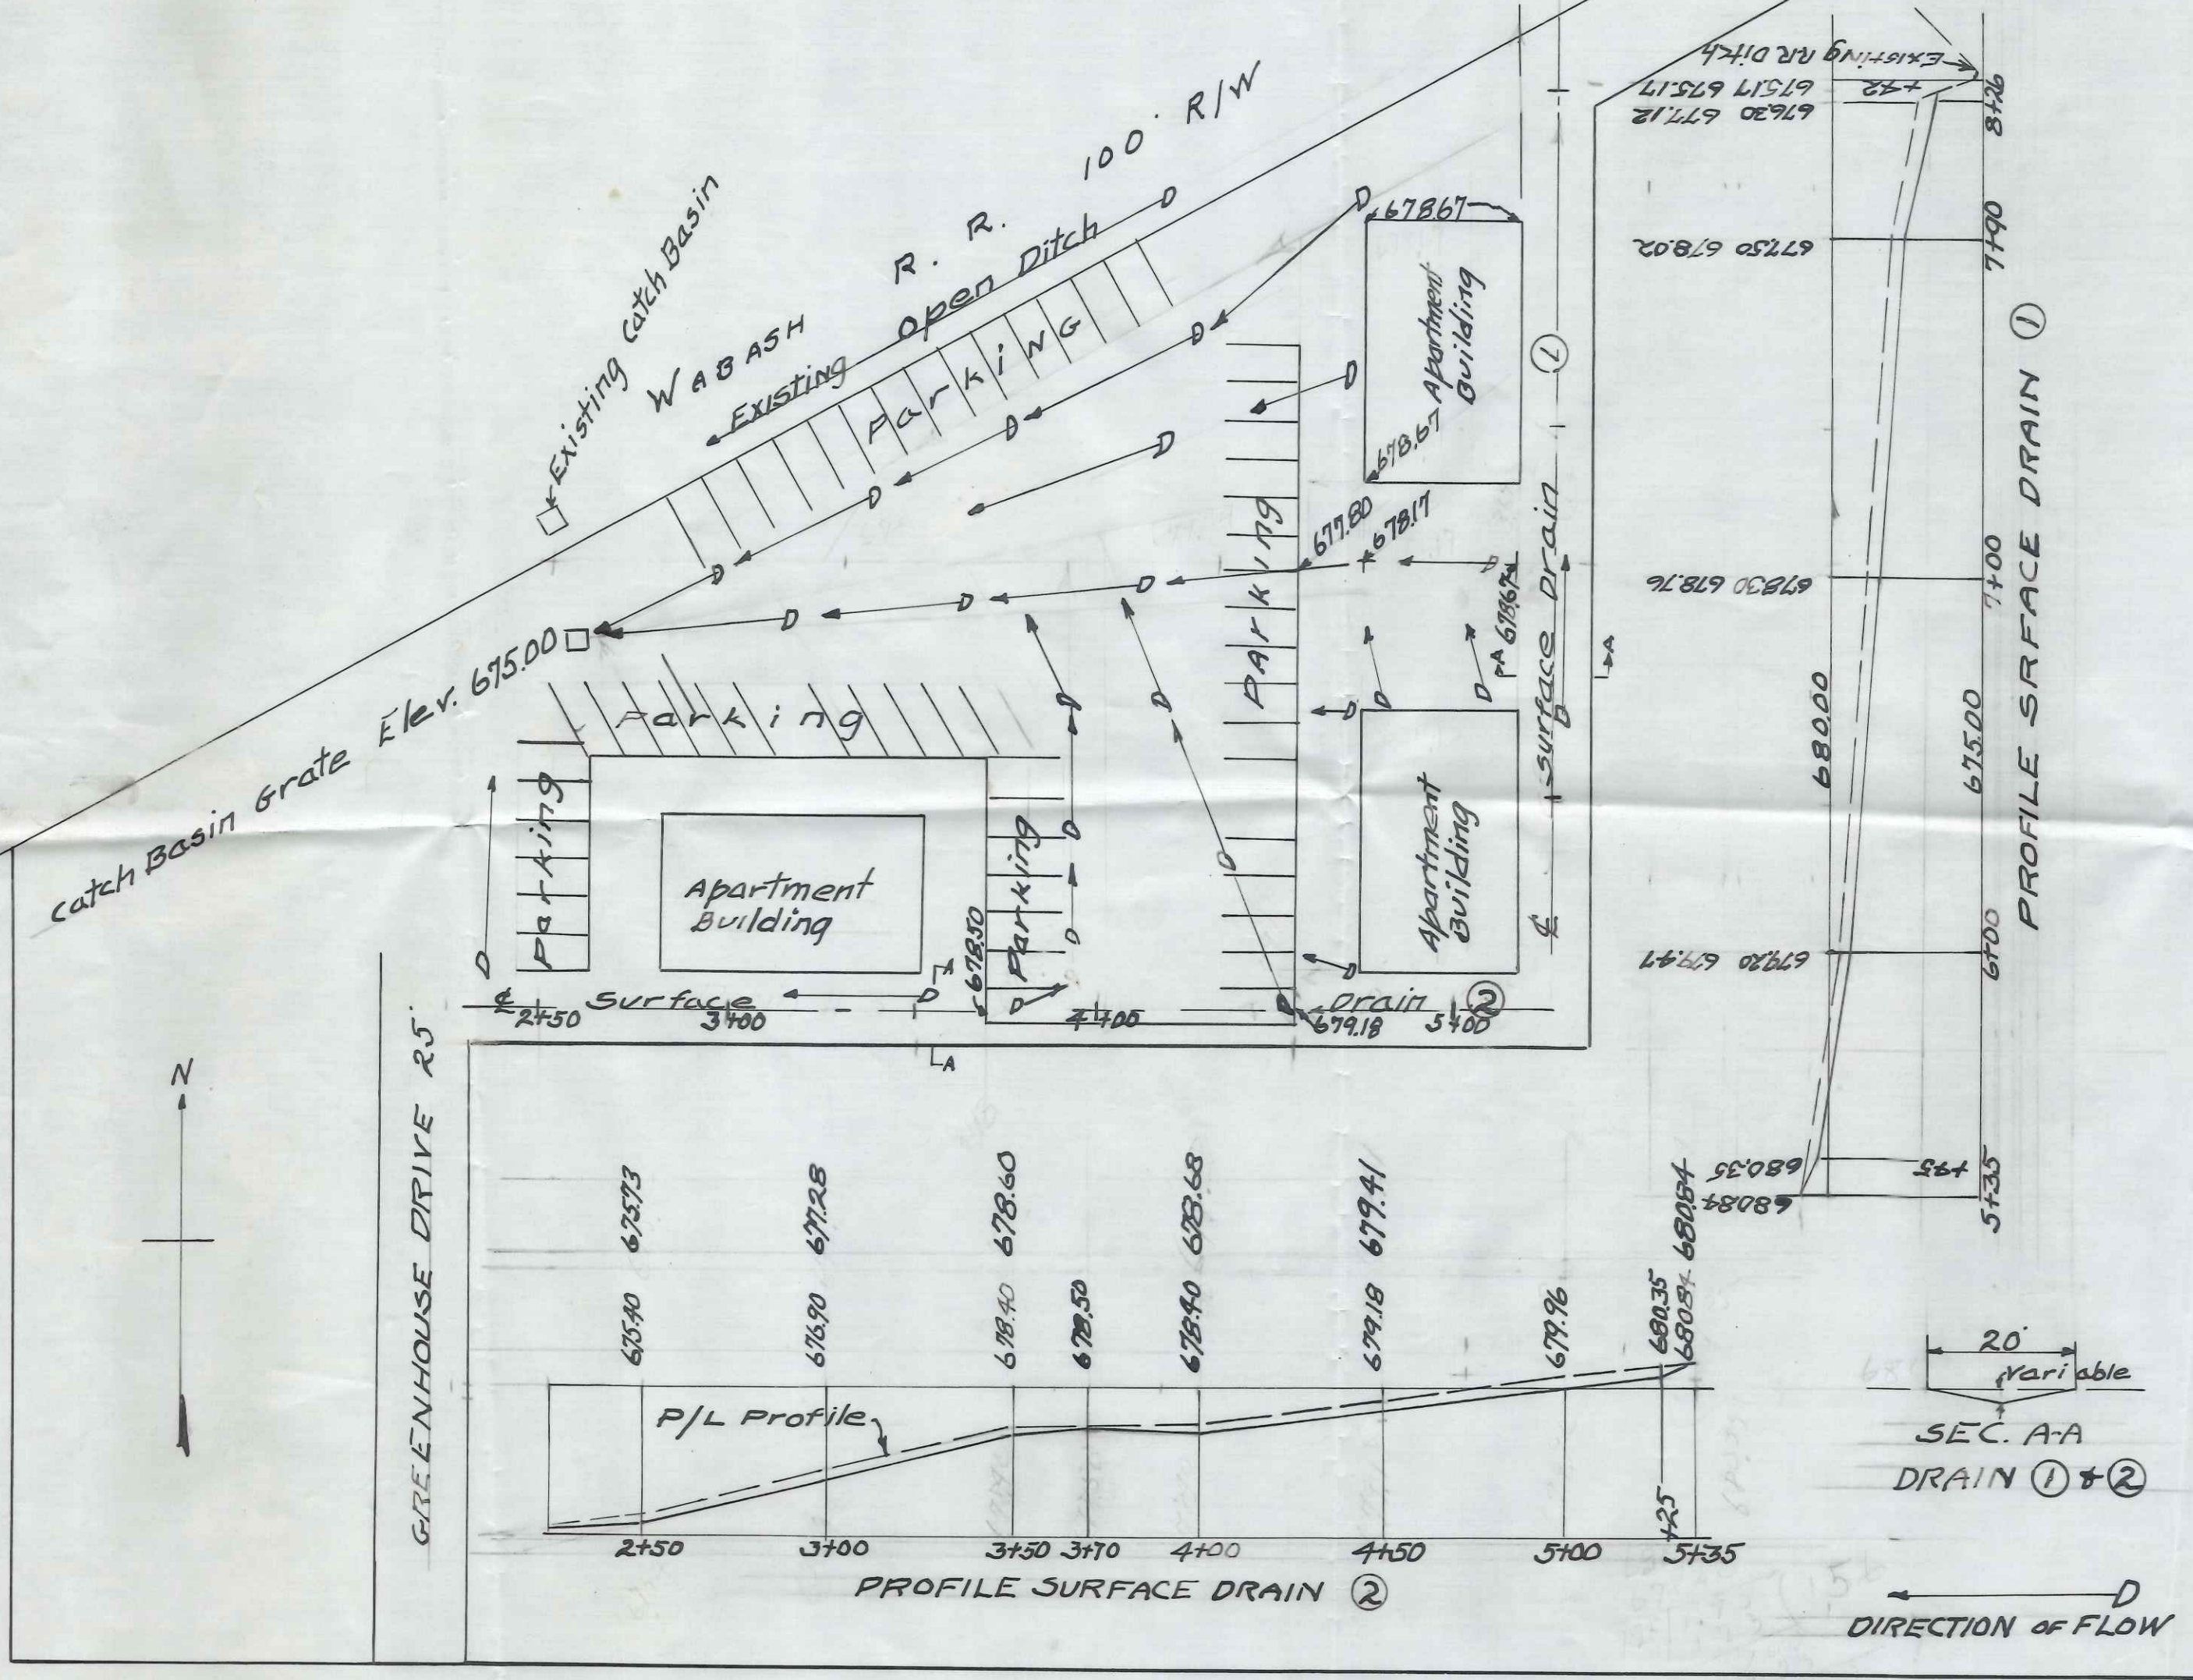 Existing RR Ditch
675.17 675.17 +42
677.12 676.30
8+26
678.02 677.50
7+90
678.76 678.30
7+00
680.00
675.00
679.47 679.20
6+00
680.35 +45
680.84
5+35
PROFILE SRFACE DRAIN ①
100' R/W
R. R.
WABASH
Existing open Ditch
Existing Catch Basin
Parking
D
D
D
D
D
D
D
678.67
Apartment
Building
678.67
①
Surface Drain
℄
677.80
678.17
678.67
A
A
D
D
D
D
D
D
D
D
D
D
Parking
Catch Basin Grate Elev. 675.00
Parking
Parking
D
Apartment
Building
Parking
678.50
D
D
D
D
D
D
Apartment
Building
D
D
℄ Surface D Drain ②
2+50 3+00 4+00 679.18 5+00
A
N
GREENHOUSE DRIVE 25'
675.73 677.28 678.60 678.68 679.41 680.84
675.40 676.90 678.40 678.50 678.40 679.18 679.96 680.35 680.84
P/L Profile
+25
2+50 3+00 3+50 3+70 4+00 4+50 5+00 5+35
PROFILE SURFACE DRAIN ②
20'
Variable
SEC. A-A
DRAIN ① & ②
D
DIRECTION OF FLOW